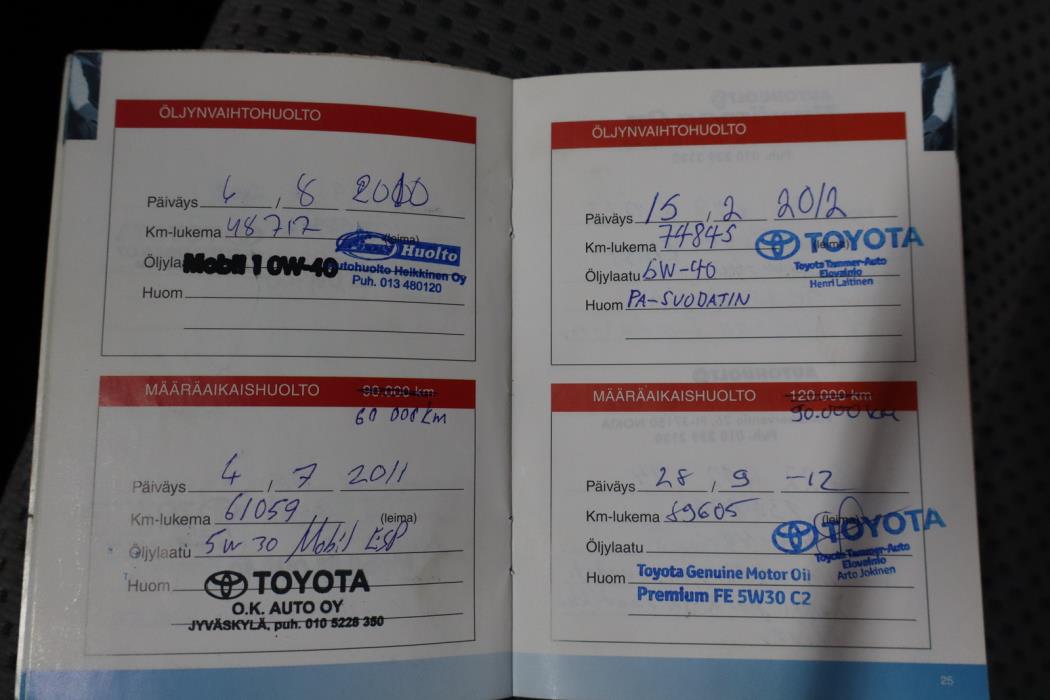 ÖLJYNVAIHTOHUOLTO
Päiväys 4 / 8 2010
Km-lukema 48717 (leima)
Huolto
Autohuolto Heikkinen Oy
Puh. 013 480120
Öljyla Mobil 1 0W-40
Huom
MÄÄRÄAIKAISHUOLTO 90.000 km
60 000 km
Päiväys 4 / 7 2011
Km-lukema 61059 (leima)
Öljylaatu 5W30 Mobil ESP
Huom
TOYOTA
O.K. AUTO OY
JYVÄSKYLÄ, puh. 010 5228 350
ÖLJYNVAIHTOHUOLTO
Päiväys 15 / 2 2012
Km-lukema 74845 (leima)
TOYOTA
Toyota Tammer-Auto
Elovainio
Henri Laitinen
Öljylaatu 5W-40
Huom PA-SUODATIN
MÄÄRÄAIKAISHUOLTO 120.000 km
90.000 km
Päiväys 28 / 9 -12
Km-lukema 89605 (leima)
TOYOTA
Toyota Tammer-Auto
Elovainio
Arto Jokinen
Öljylaatu
Huom Toyota Genuine Motor Oil
Premium FE 5W30 C2
25